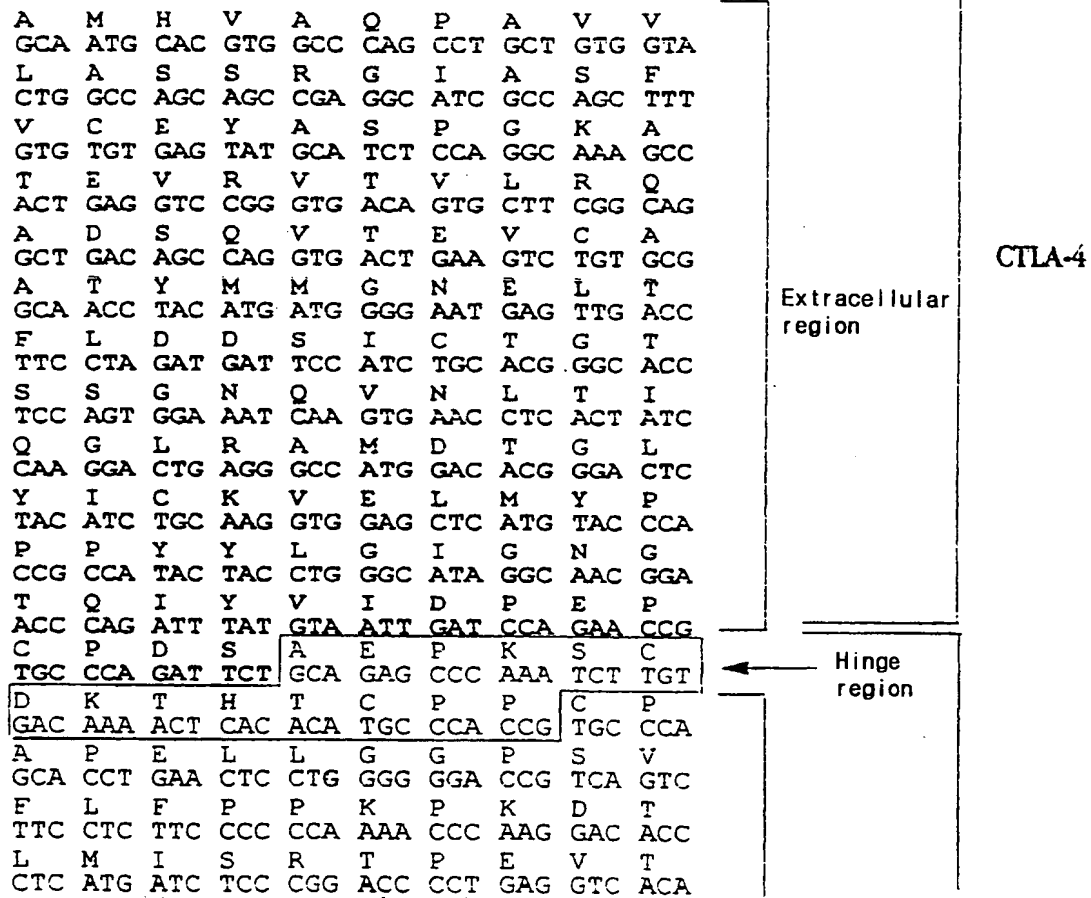 A M H V A Q P A V V
GCA ATG CAC GTG GCC CAG CCT GCT GTG GTA
L A S S R G I A S F
CTG GCC AGC AGC CGA GGC ATC GCC AGC TTT
V C E Y A S P G K A
GTG TGT GAG TAT GCA TCT CCA GGC AAA GCC
T E V R V T V L R Q
ACT GAG GTC CGG GTG ACA GTG CTT CGG CAG
A D S Q V T E V C A
GCT GAC AGC CAG GTG ACT GAA GTC TGT GCG
A T Y M M G N E L T
GCA ACC TAC ATG ATG GGG AAT GAG TTG ACC
F L D D S I C T G T
TTC CTA GAT GAT TCC ATC TGC ACG GGC ACC
S S G N Q V N L T I
TCC AGT GGA AAT CAA GTG AAC CTC ACT ATC
Q G L R A M D T G L
CAA GGA CTG AGG GCC ATG GAC ACG GGA CTC
Y I C K V E L M Y P
TAC ATC TGC AAG GTG GAG CTC ATG TAC CCA
P P Y Y L G I G N G
CCG CCA TAC TAC CTG GGC ATA GGC AAC GGA
T Q I Y V I D P E P
ACC CAG ATT TAT GTA ATT GAT CCA GAA CCG
C P D S A E P K S C
TGC CCA GAT TCT GCA GAG CCC AAA TCT TGT
D K T H T C P P C P
GAC AAA ACT CAC ACA TGC CCA CCG TGC CCA
A P E L L G G P S V
GCA CCT GAA CTC CTG GGG GGA CCG TCA GTC
F L F P P K P K D T
TTC CTC TTC CCC CCA AAA CCC AAG GAC ACC
L M I S R T P E V T
CTC ATG ATC TCC CGG ACC CCT GAG GTC ACA
Extracellular
region
CTLA-4
Hinge
region